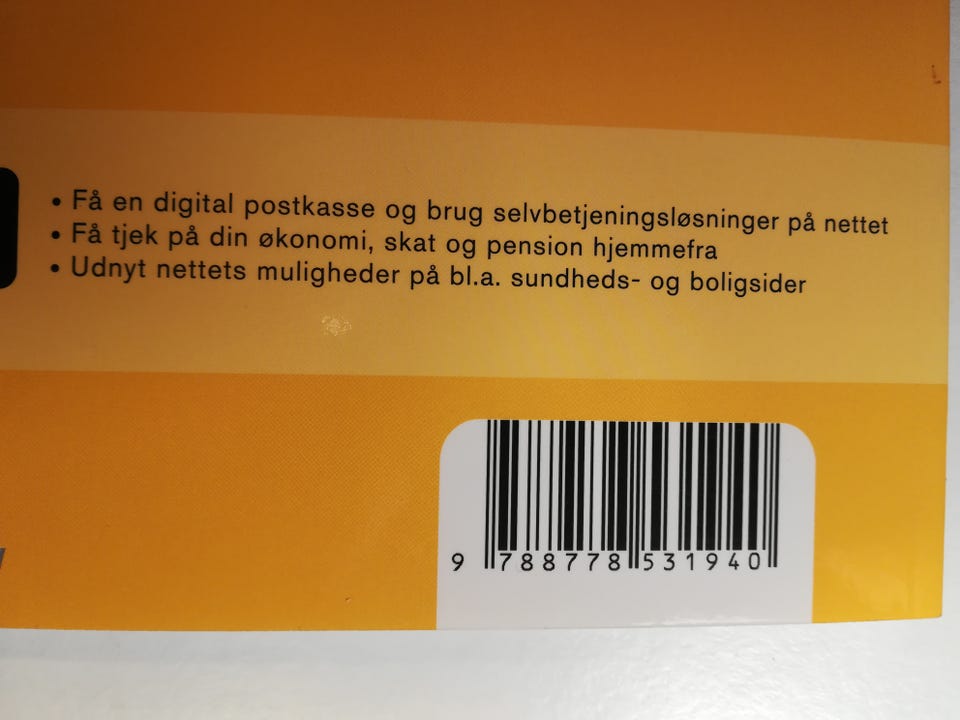 • Få en digital postkasse og brug selvbetjeningsløsninger på nettet
• Få tjek på din økonomi, skat og pension hjemmefra
• Udnyt nettets muligheder på bl.a. sundheds- og boligsider
9 788778 531940